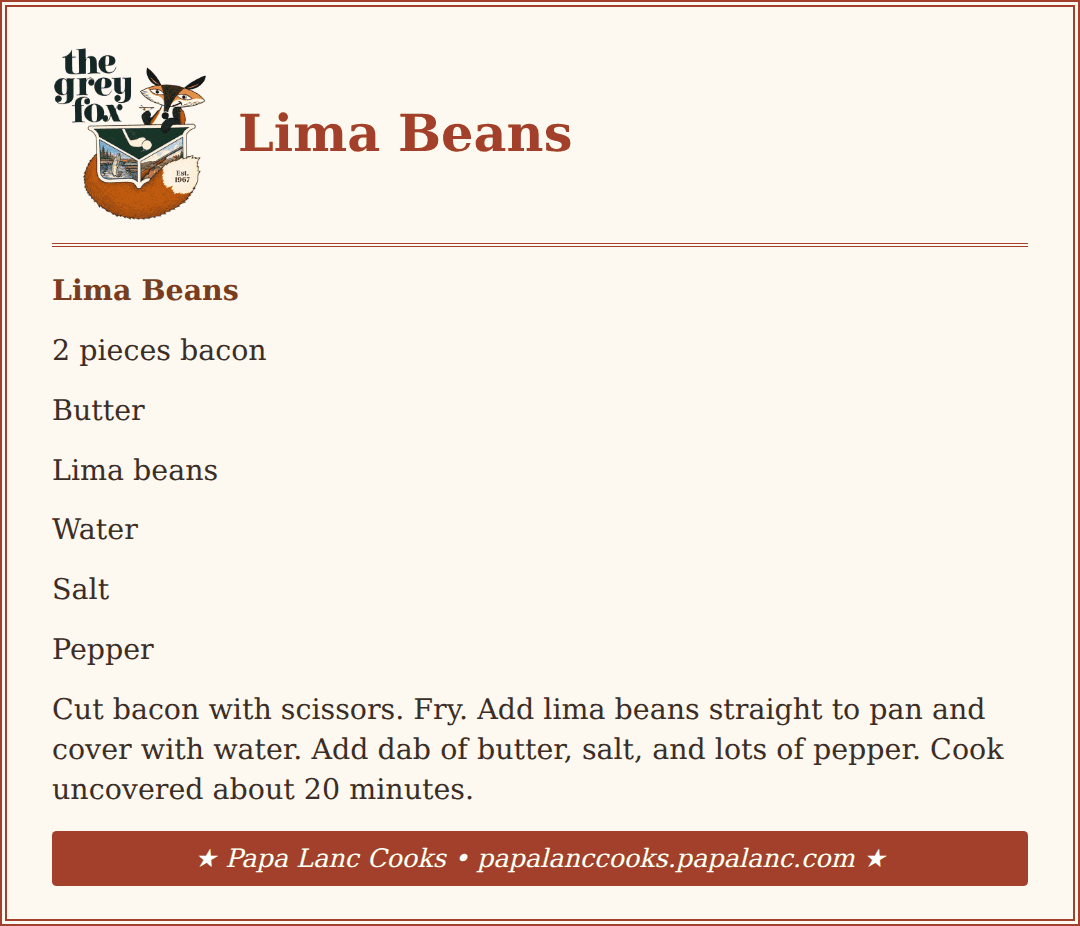 the
grey
fox
Est.
1967
Lima Beans
Lima Beans
2 pieces bacon
Butter
Lima beans
Water
Salt
Pepper
Cut bacon with scissors. Fry. Add lima beans straight to pan and
cover with water. Add dab of butter, salt, and lots of pepper. Cook
uncovered about 20 minutes.
★ Papa Lanc Cooks • papalanccooks.papalanc.com ★